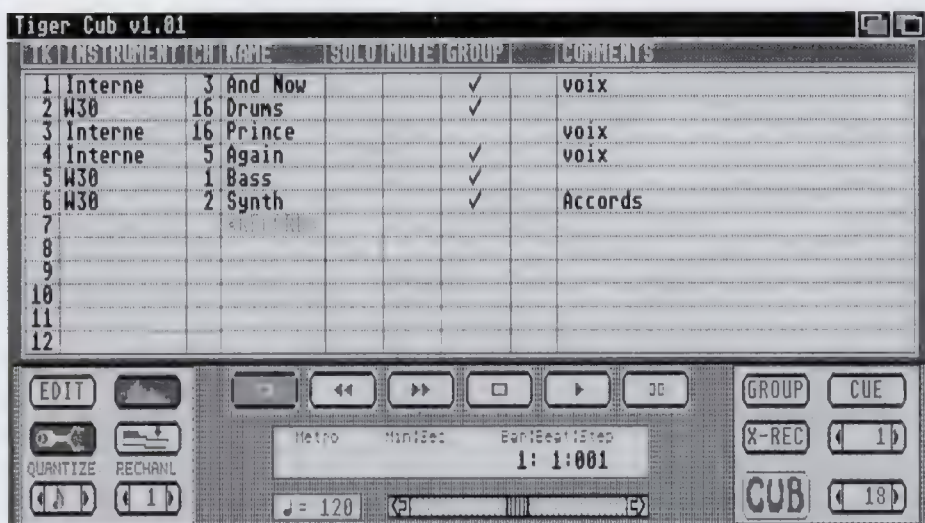 Tiger Cub v1.01
TK INSTRUMENT CH NAME SOLO MUTE GROUP COMMENTS
1 Interne 3 And Now ✓ voix
2 W30 16 Drums ✓
3 Interne 16 Prince voix
4 Interne 5 Again ✓ voix
5 W30 1 Bass ✓
6 W30 2 Synth ✓ Accords
7
8
9
10
11
12
EDIT GROUP CUE
Metro Min:Sec Bar:Beat:Step
X-REC 1
1: 1:001
QUANTIZE RECHANL
1 ♩= 120 CUB 18